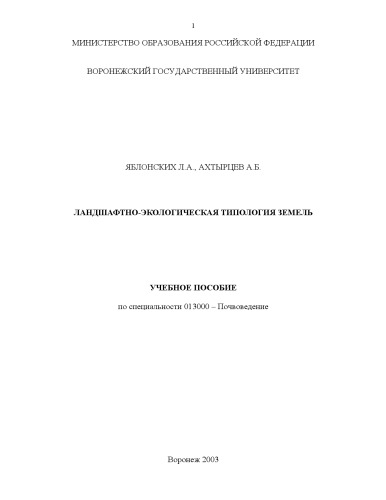 1
МИНИСТЕРСТВО ОБРАЗОВАНИЯ РОССИЙСКОЙ ФЕДЕРАЦИИ
ВОРОНЕЖСКИЙ ГОСУДАРСТВЕННЫЙ УНИВЕРСИТЕТ
ЯБЛОНСКИХ Л.А., АХТЫРЦЕВ А.Б.
ЛАНДШАФТНО-ЭКОЛОГИЧЕСКАЯ ТИПОЛОГИЯ ЗЕМЕЛЬ
УЧЕБНОЕ ПОСОБИЕ
по специальности 013000 – Почвоведение
Воронеж 2003